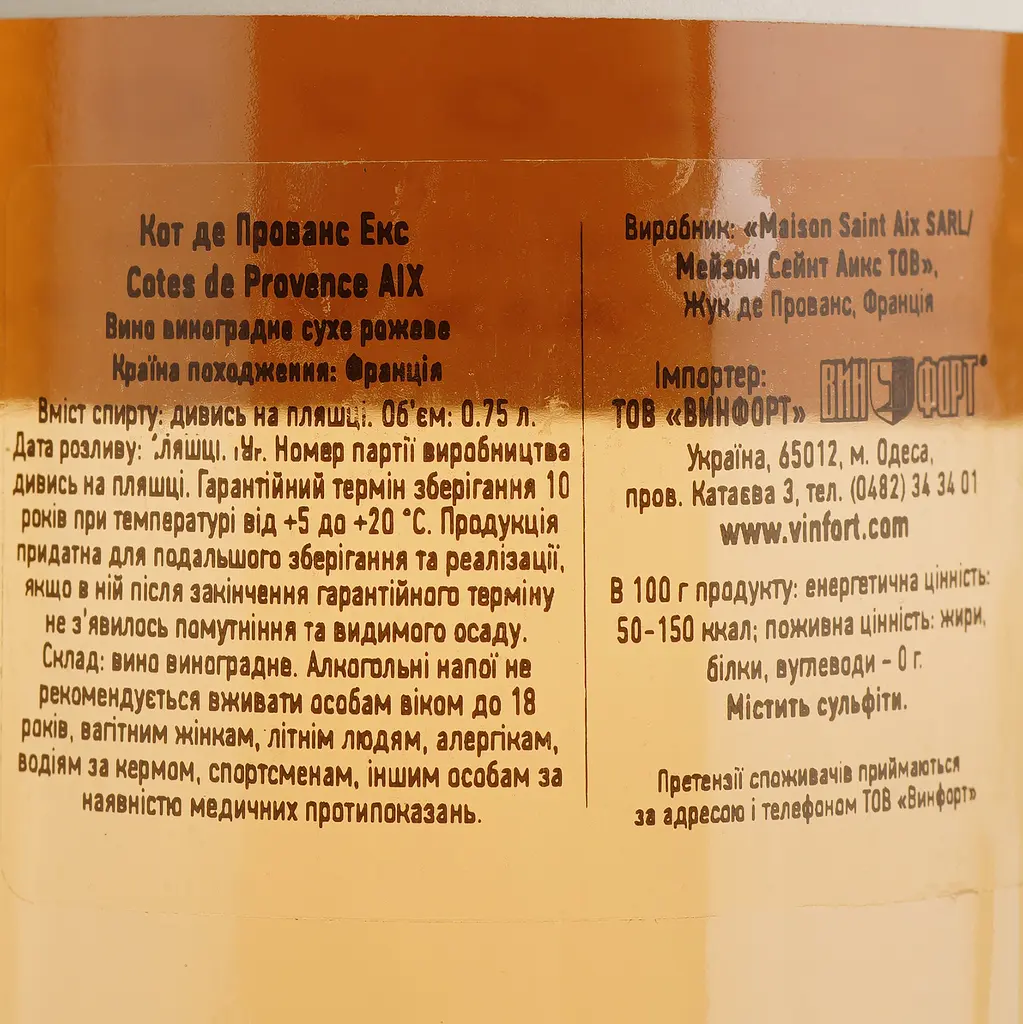 Кот де Прованс Екс
Cotes de Provence AIX
Вино виноградне сухе рожеве
Країна походження: Франція
Вміст спирту: дивись на пляшці. Об'єм: 0.75 л.
Дата розливу: Номер партії виробництва
дивись на пляшці. Гарантійний термін зберігання 10
років при температурі від +5 до +20 °С. Продукція
придатна для подальшого зберігання та реалізації,
якщо в ній після закінчення гарантійного терміну
не з'явилось помутніння та видимого осаду.
Склад: вино виноградне. Алкогольні напої не
рекомендується вживати особам віком до 18
років, вагітним жінкам, літнім людям, алергікам,
водіям за кермом, спортсменам, іншим особам за
наявністю медичних протипоказань.
Виробник: «Maison Saint Aix SARL/
Мейзон Сейнт Аикс ТОВ»,
Жук де Прованс, Франція
Імпортер:
ТОВ «ВИНФОРТ» ВИН ФОРТ®
Україна, 65012, м. Одеса,
пров. Катаєва 3, тел. (0482) 34 34 01
www.vinfort.com
В 100 г продукту: енергетична цінність:
50-150 ккал; поживна цінність: жири,
білки, вуглеводи - 0 г.
Містить сульфіти.
Претензії споживачів приймаються
за адресою і телефоном ТОВ «Винфорт»